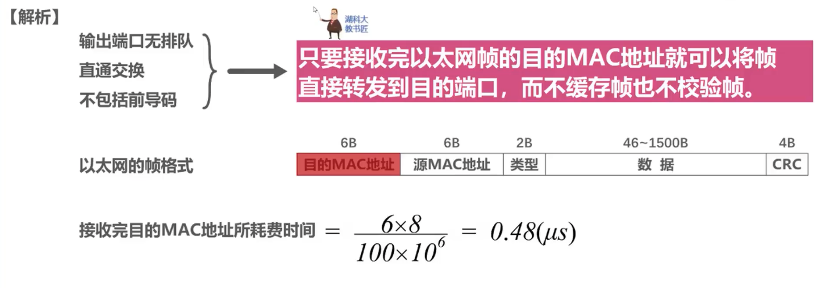 【解析】
湖科大
教书匠
输出端口无排队
直通交换
不包括前导码
只要接收完以太网帧的目的MAC地址就可以将帧
直接转发到目的端口，而不缓存帧也不校验帧。
6B 6B 2B 46~1500B 4B
以太网的帧格式 目的MAC地址 源MAC地址 类型 数 据 CRC
接收完目的MAC地址所耗费时间 = 6×8 / 100×10⁶ = 0.48(μs)